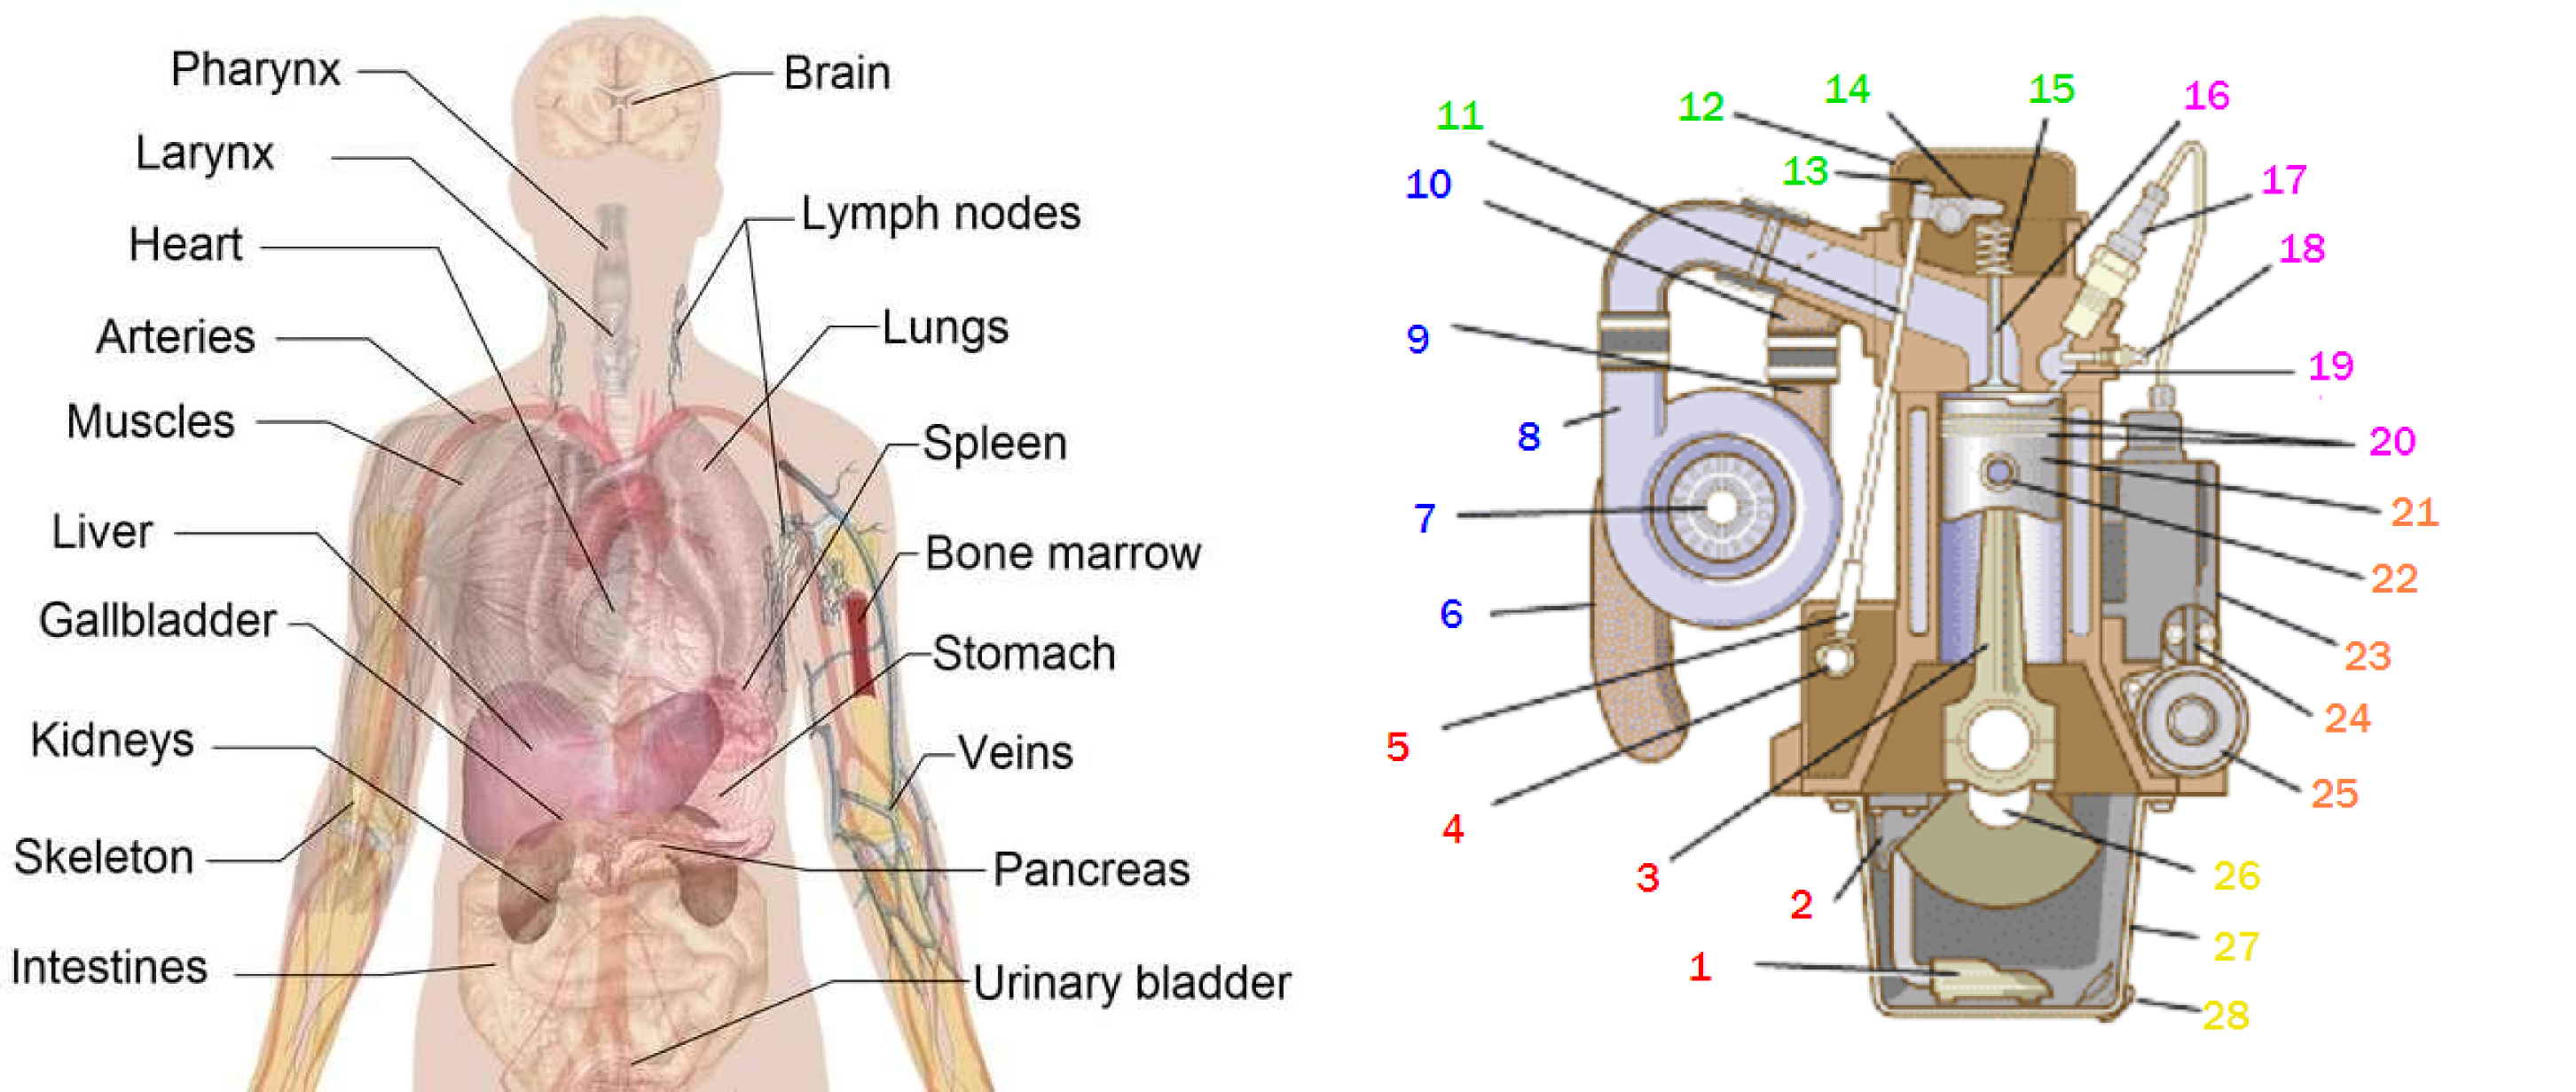 Pharynx
Brain
Larynx
Lymph nodes
Heart
Lungs
Arteries
Muscles
Spleen
Liver
Bone marrow
Gallbladder
Stomach
Kidneys
Veins
Skeleton
Pancreas
Intestines
Urinary bladder
1
2
3
4
5
6
7
8
9
10
11
12
13
14
15
16
17
18
19
20
21
22
23
24
25
26
27
28